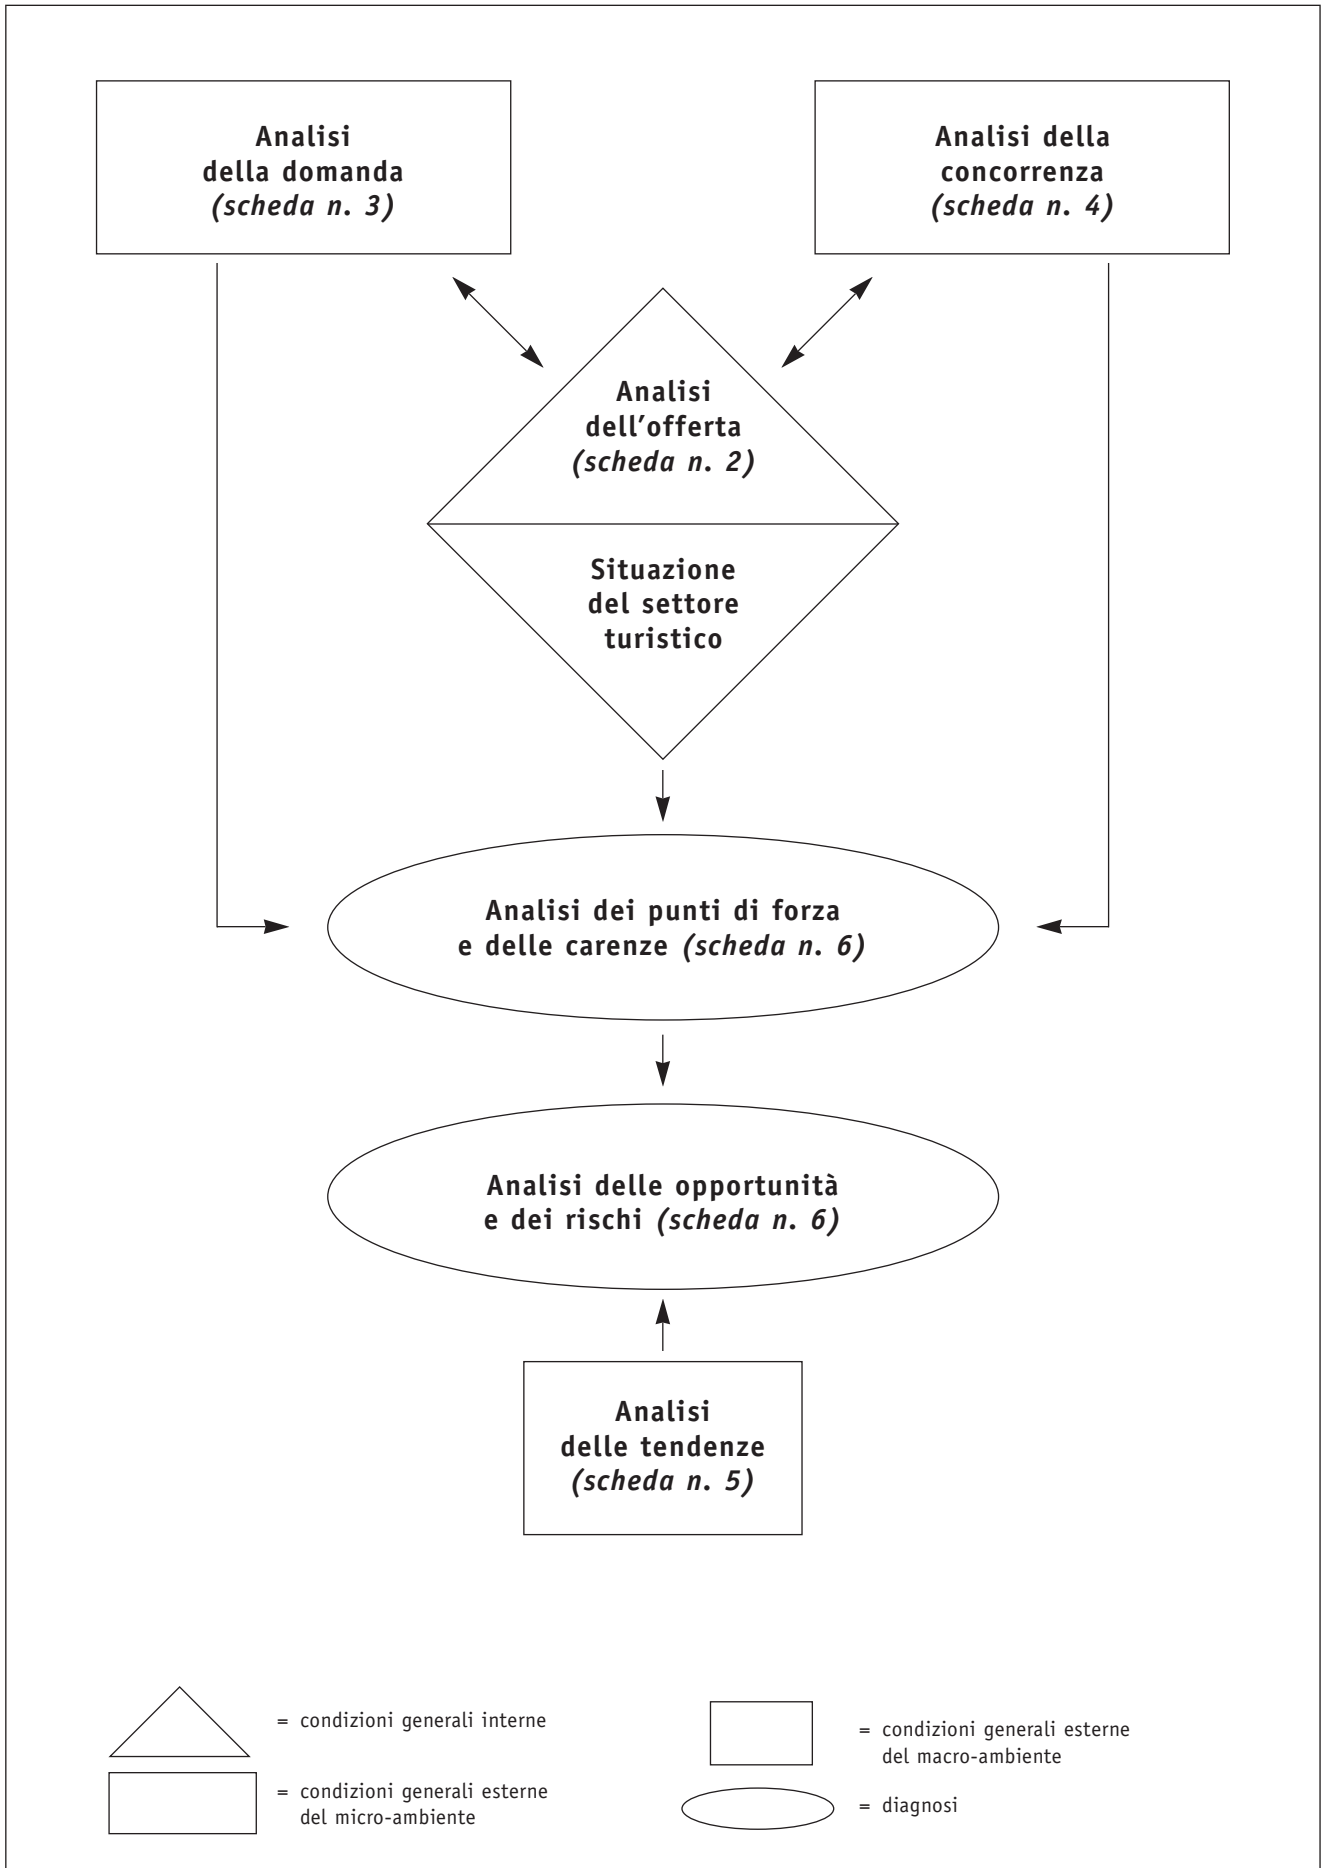 Analisi
della domanda
(scheda n. 3)
Analisi della
concorrenza
(scheda n. 4)
Analisi
dell'offerta
(scheda n. 2)
Situazione
del settore
turistico
Analisi dei punti di forza
e delle carenze (scheda n. 6)
Analisi delle opportunità
e dei rischi (scheda n. 6)
Analisi
delle tendenze
(scheda n. 5)
= condizioni generali interne
= condizioni generali esterne
del micro-ambiente
= condizioni generali esterne
del macro-ambiente
= diagnosi